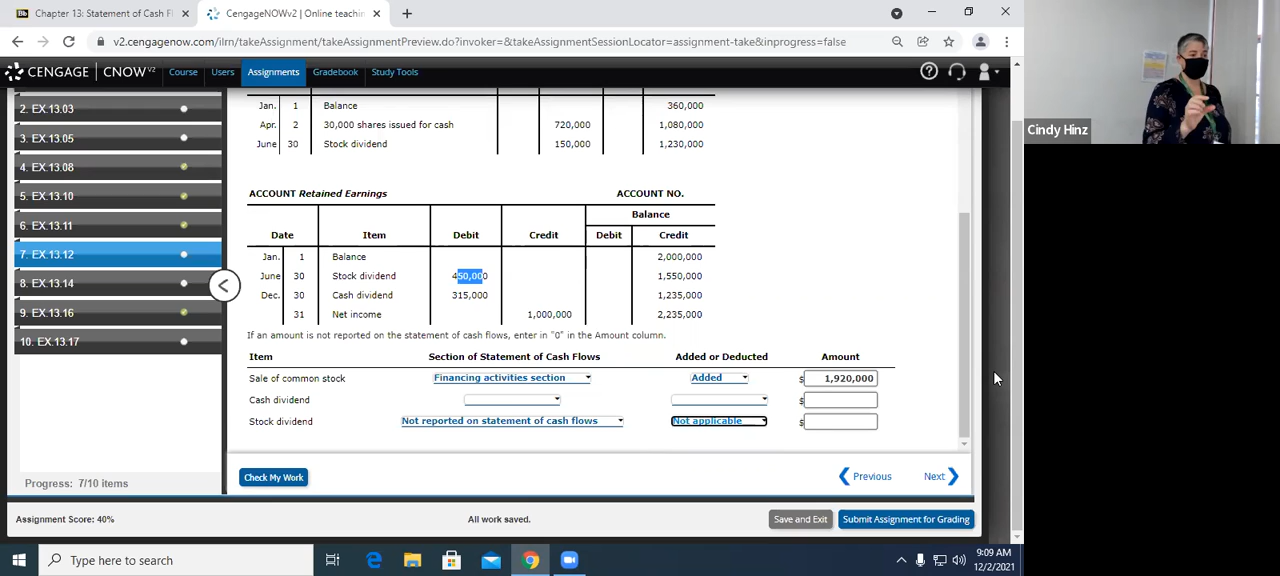 Chapter 13: Statement of Cash F
CengageNOWv2 | Online teachin
v2.cengagenow.com/ilrn/takeAssignment/takeAssignmentPreview.do?invoker=&takeAssignmentSessionLocator=assignment-take&inprogress=false
CENGAGE | CNOWV2 Course Users Assignments Gradebook Study Tools
2. EX.13.03
3. EX.13.05
4. EX.13.08
5. EX.13.10
6. EX.13.11
7. EX.13.12
8. EX.13.14
9. EX.13.16
10. EX.13.17
Progress: 7/10 items
Jan. 1 Balance 360,000
Apr. 2 30,000 shares issued for cash 720,000 1,080,000
June 30 Stock dividend 150,000 1,230,000
ACCOUNT Retained Earnings ACCOUNT NO.
Balance
Date Item Debit Credit Debit Credit
Jan. 1 Balance 2,000,000
June 30 Stock dividend 450,000 1,550,000
Dec. 30 Cash dividend 315,000 1,235,000
31 Net income 1,000,000 2,235,000
If an amount is not reported on the statement of cash flows, enter in "0" in the Amount column.
Item Section of Statement of Cash Flows Added or Deducted Amount
Sale of common stock Financing activities section Added $ 1,920,000
Cash dividend $
Stock dividend Not reported on statement of cash flows Not applicable $
Check My Work Previous Next
Assignment Score: 40% All work saved. Save and Exit Submit Assignment for Grading
Type here to search
9:09 AM
12/2/2021
Cindy Hinz